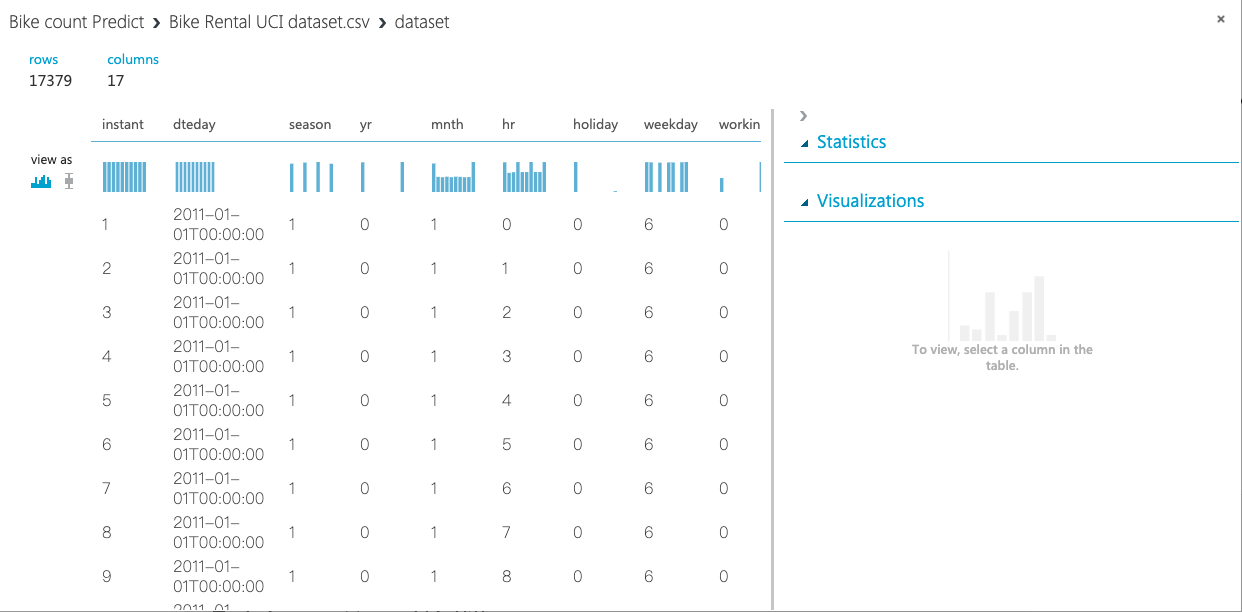 Bike count Predict › Bike Rental UCI dataset.csv › dataset
×
rows columns
17379 17
instant dteday season yr mnth hr holiday weekday workin
view as
1 2011–01–01T00:00:00 1 0 1 0 0 6 0
2 2011–01–01T00:00:00 1 0 1 1 0 6 0
3 2011–01–01T00:00:00 1 0 1 2 0 6 0
4 2011–01–01T00:00:00 1 0 1 3 0 6 0
5 2011–01–01T00:00:00 1 0 1 4 0 6 0
6 2011–01–01T00:00:00 1 0 1 5 0 6 0
7 2011–01–01T00:00:00 1 0 1 6 0 6 0
8 2011–01–01T00:00:00 1 0 1 7 0 6 0
9 2011–01–01T00:00:00 1 0 1 8 0 6 0
2011–01–
Statistics
Visualizations
To view, select a column in the
table.